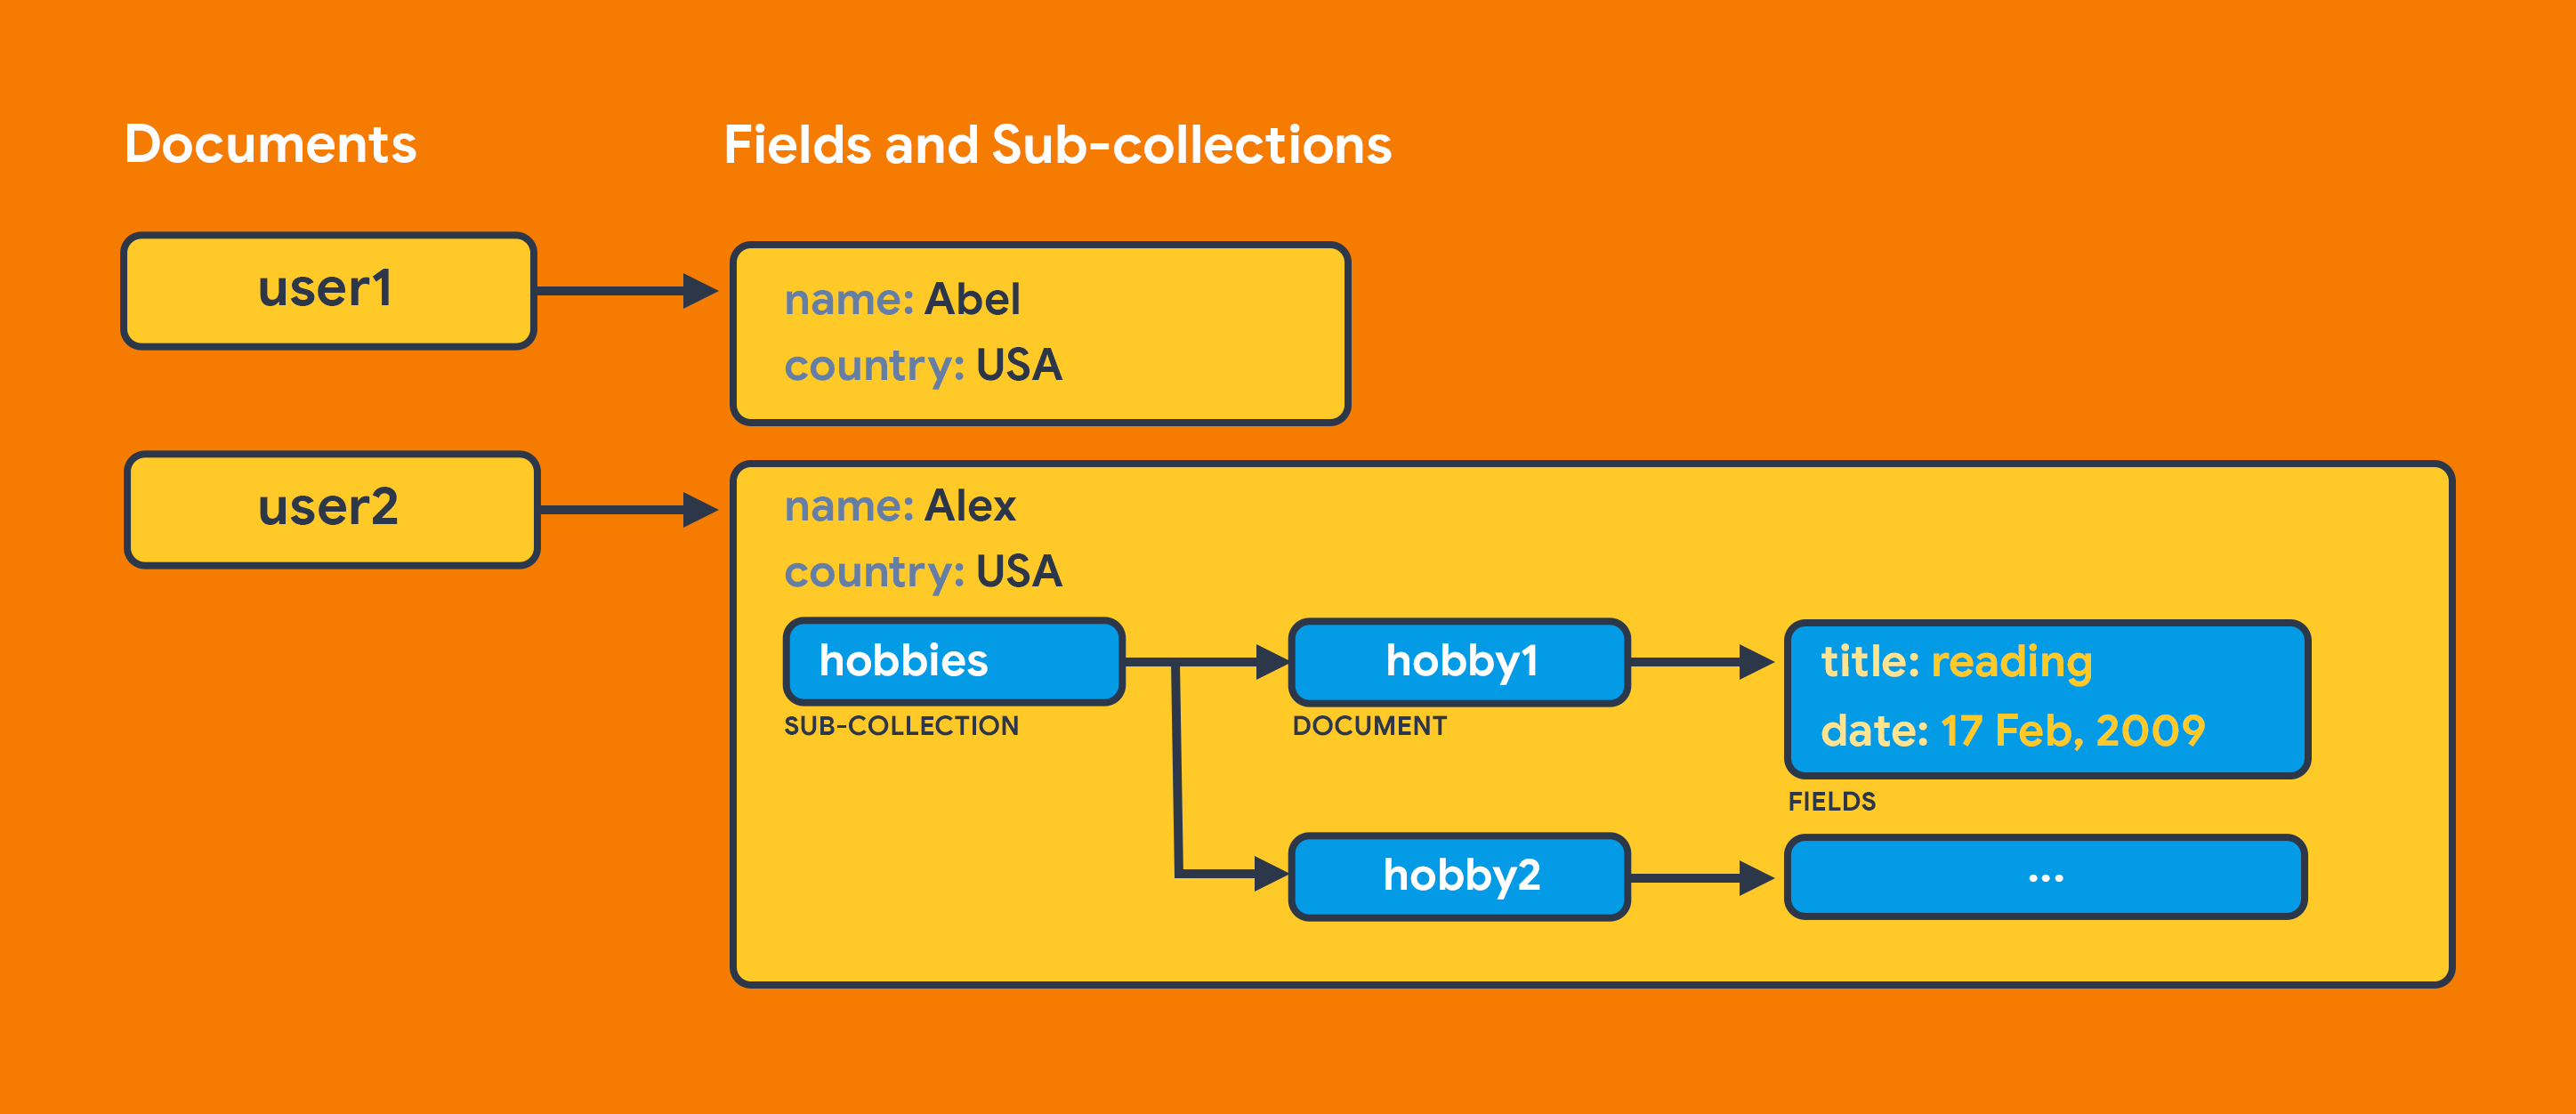 Documents
Fields and Sub-collections
user1
name: Abel
country: USA
user2
name: Alex
country: USA
hobbies
SUB-COLLECTION
hobby1
DOCUMENT
title: reading
date: 17 Feb, 2009
FIELDS
hobby2
...